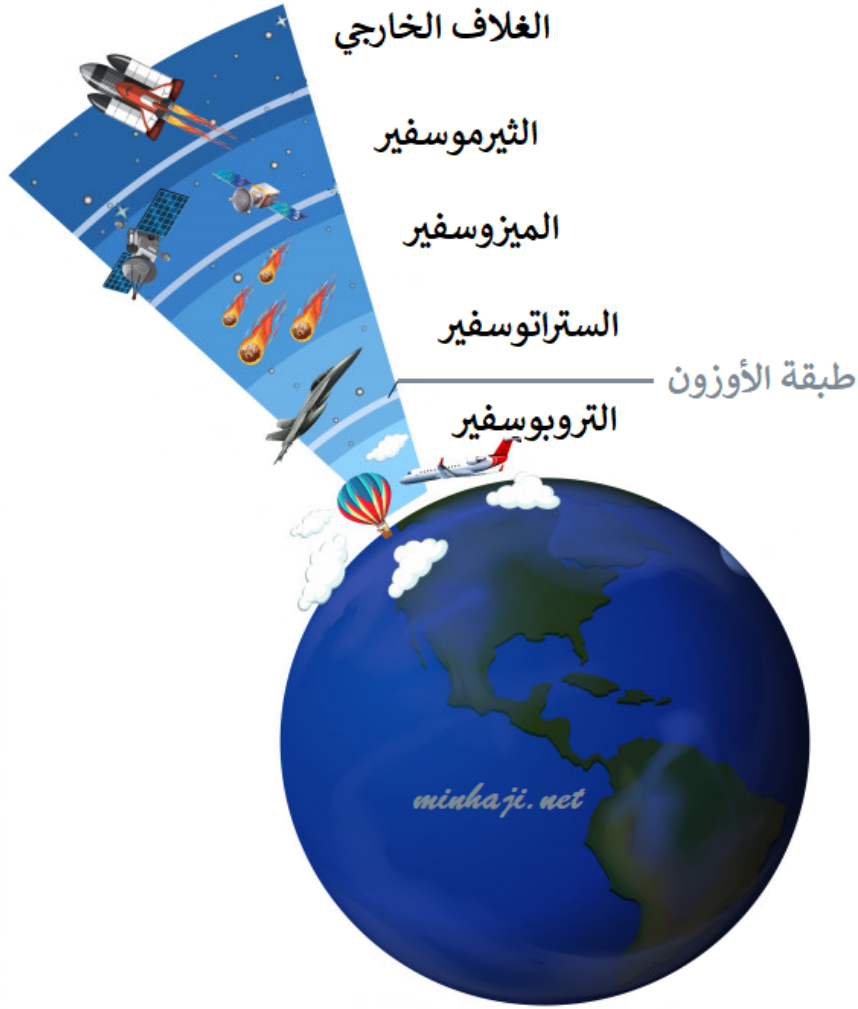 الغلاف الخارجي
الثيرموسفير
الميزوسفير
الستراتوسفير
طبقة الأوزون
التروبوسفير
minhaji.net